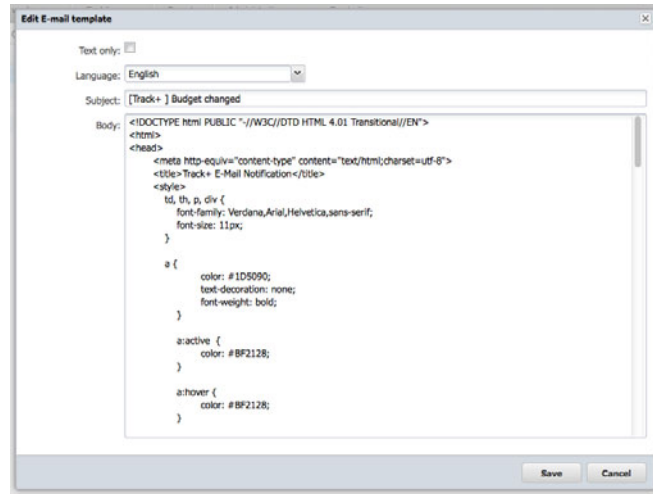 Edit E-mail template
Text only:
Language: English
Subject: [Track+ ] Budget changed
Body: <!DOCTYPE html PUBLIC "-//W3C//DTD HTML 4.01 Transitional//EN">
<html>
<head>
<meta http-equiv="content-type" content="text/html;charset=utf-8">
<title>Track+ E-Mail Notification</title>
<style>
td, th, p, div {
font-family: Verdana,Arial,Helvetica,sans-serif;
font-size: 11px;
}
a {
color: #1D5090;
text-decoration: none;
font-weight: bold;
}
a:active {
color: #BF2128;
}
a:hover {
color: #BF2128;
}
Save Cancel